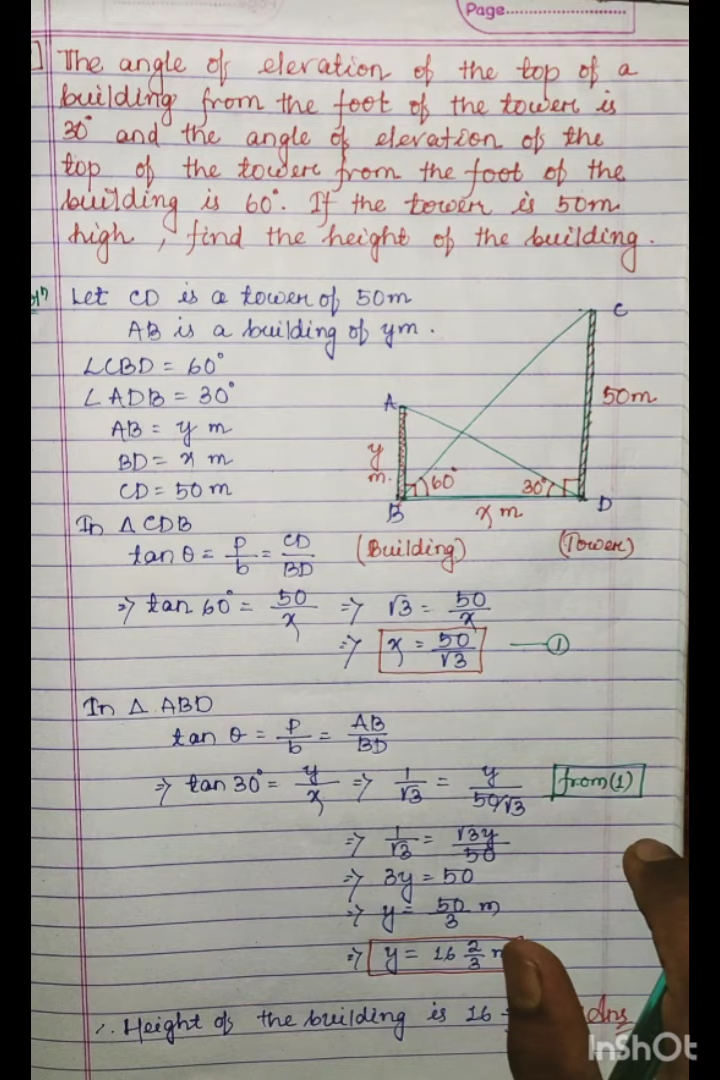 Page
The angle of elevation of the top of a
building from the foot of the tower is
30° and the angle of elevation of the
top of the tower from the foot of the
building is 60°. If the tower is 50m
high, find the height of the building.
Let CD is a tower of 50m
AB is a building of ym.
∠CBD = 60°
∠ADB = 30°
AB = y m
BD = x m
CD = 50 m
C
A
50m
y
m.
60°
30°
B
x m
D
(Building)
(Tower)
In Δ CDB
tan θ = P/b = CD/BD
⇒ tan 60° = 50/x ⇒ √3 = 50/x
⇒ x = 50/√3 —①
In Δ ABD
tan θ = P/b = AB/BD
⇒ tan 30° = y/x ⇒ 1/√3 = y/50/√3 from(1)
⇒ 1/√3 = √3y/50
⇒ 3y = 50
⇒ y = 50/3 m
⇒ y = 16 2/3
∴ Height of the building is 16 Ans
InShOt